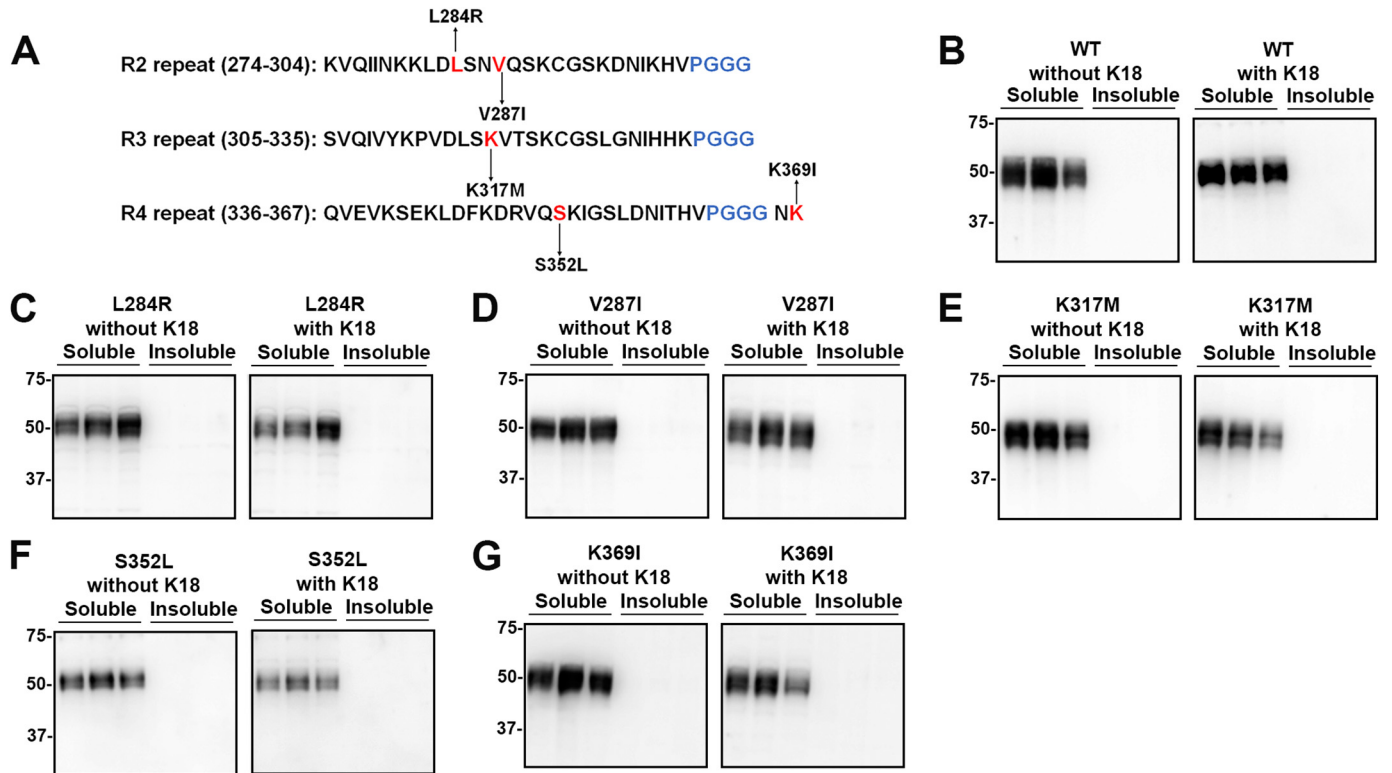 A
L284R
R2 repeat (274-304): KVQIINKKLDLSNVQSKCGSKDNIKHVPGGG
V287I
R3 repeat (305-335): SVQIVYKPVDLSKVTSKCGSLGNIHHKPGGG
K317M
K369I
R4 repeat (336-367): QVEVKSEKLDFKDRVQSKIGSLDNITHVPGGG NK
S352L
B
WT
without K18
Soluble Insoluble
WT
with K18
Soluble Insoluble
75-
50-
37-
C
L284R
without K18
Soluble Insoluble
L284R
with K18
Soluble Insoluble
75-
50-
37-
D
V287I
without K18
Soluble Insoluble
V287I
with K18
Soluble Insoluble
75-
50-
37-
E
K317M
without K18
Soluble Insoluble
K317M
with K18
Soluble Insoluble
75-
50-
37-
F
S352L
without K18
Soluble Insoluble
S352L
with K18
Soluble Insoluble
75-
50-
37-
G
K369I
without K18
Soluble Insoluble
K369I
with K18
Soluble Insoluble
75-
50-
37-